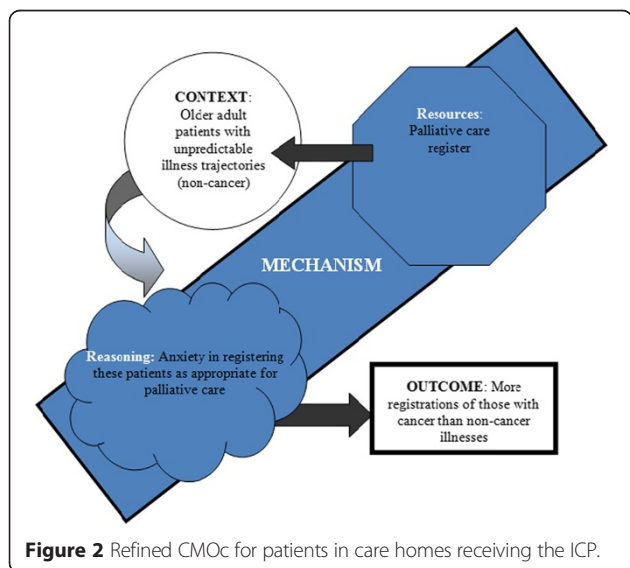 CONTEXT:
Older adult
patients with
unpredictable
illness trajectories
(non-cancer)
Resources:
Palliative care
register
MECHANISM
Reasoning: Anxiety in registering
these patients as appropriate for
palliative care
OUTCOME: More
registrations of those with
cancer than non-cancer
illnesses
Figure 2 Refined CMOc for patients in care homes receiving the ICP.